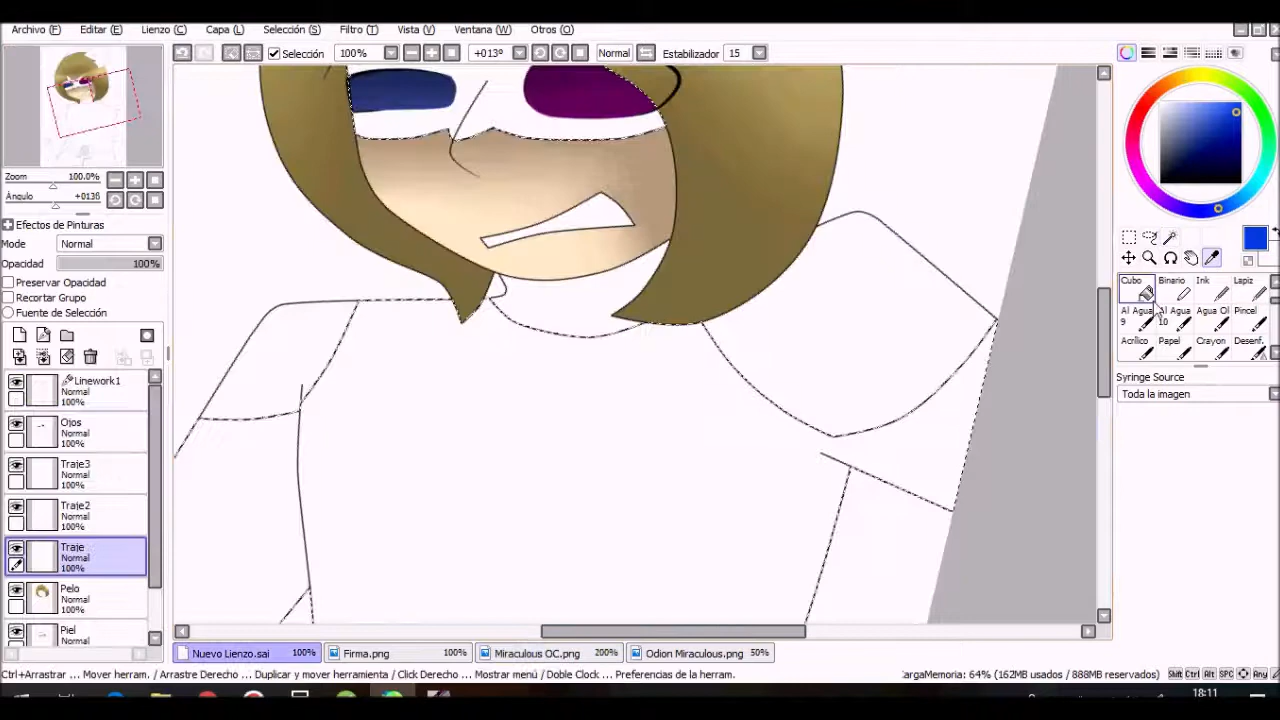 Archivo (F) Editar (E) Lienzo (C) Capa (L) Selección (S) Filtro (T) Vista (V) Ventana (W) Otros (O)
Selección 100% +013º Normal Estabilizador 15
Zoom 100.0%
Ángulo +013ß
Efectos de Pinturas
Mode Normal
Opacidad 100%
Preservar Opacidad
Recortar Grupo
Fuente de Selección
Linework1
Normal
100%
Ojos
Normal
100%
Traje3
Normal
100%
Traje2
Normal
100%
Traje
Normal
100%
Pelo
Normal
100%
Piel
Normal
Cubo Binario Ink Lapiz
Al Agua 9 Al Agua 10 Agua Ol Pincel
Acrílico Papel Crayon Desenf.
Syringe Source
Toda la imagen
Nuevo Lienzo.sai 100% Firma.png 100% Miraculous OC.png 200% Odion Miraculous.png 50%
Ctrl+Arrastrar ... Mover herram. / Arrastre Derecho ... Duplicar y mover herramienta / Click Derecho ... Mostrar menú / Doble Clock ... Preferencias de la herram.
CargaMemoria: 64% (162MB usados / 888MB reservados) Shift Ctrl Alt SPC Any
18:11